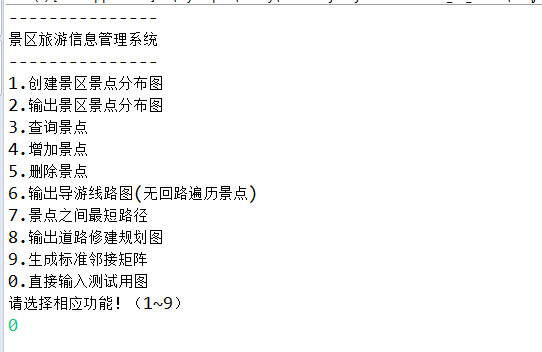 ---------------
景区旅游信息管理系统
---------------
1.创建景区景点分布图
2.输出景区景点分布图
3.查询景点
4.增加景点
5.删除景点
6.输出导游线路图(无回路遍历景点)
7.景点之间最短路径
8.输出道路修建规划图
9.生成标准邻接矩阵
0.直接输入测试用图
请选择相应功能!（1~9）
0